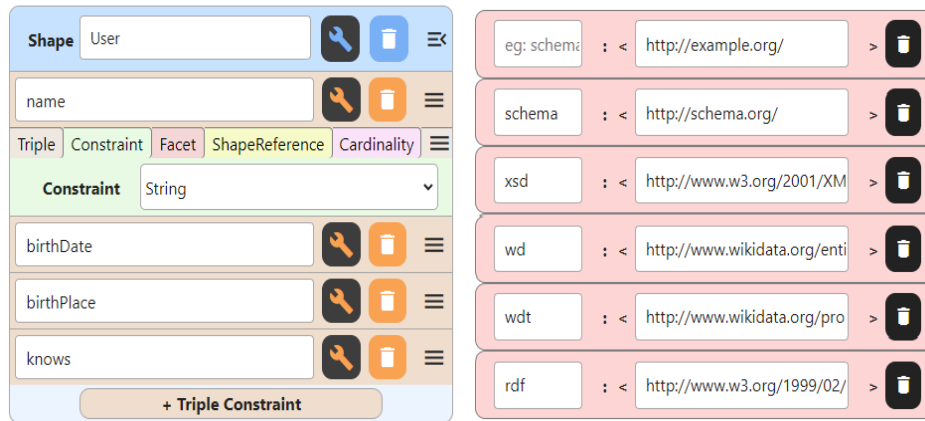 Shape User
name
Triple Constraint Facet ShapeReference Cardinality
Constraint String
birthDate
birthPlace
knows
+ Triple Constraint
eg: schema : < http://example.org/ >
schema : < http://schema.org/ >
xsd : < http://www.w3.org/2001/XM >
wd : < http://www.wikidata.org/enti >
wdt : < http://www.wikidata.org/pro >
rdf : < http://www.w3.org/1999/02/ >